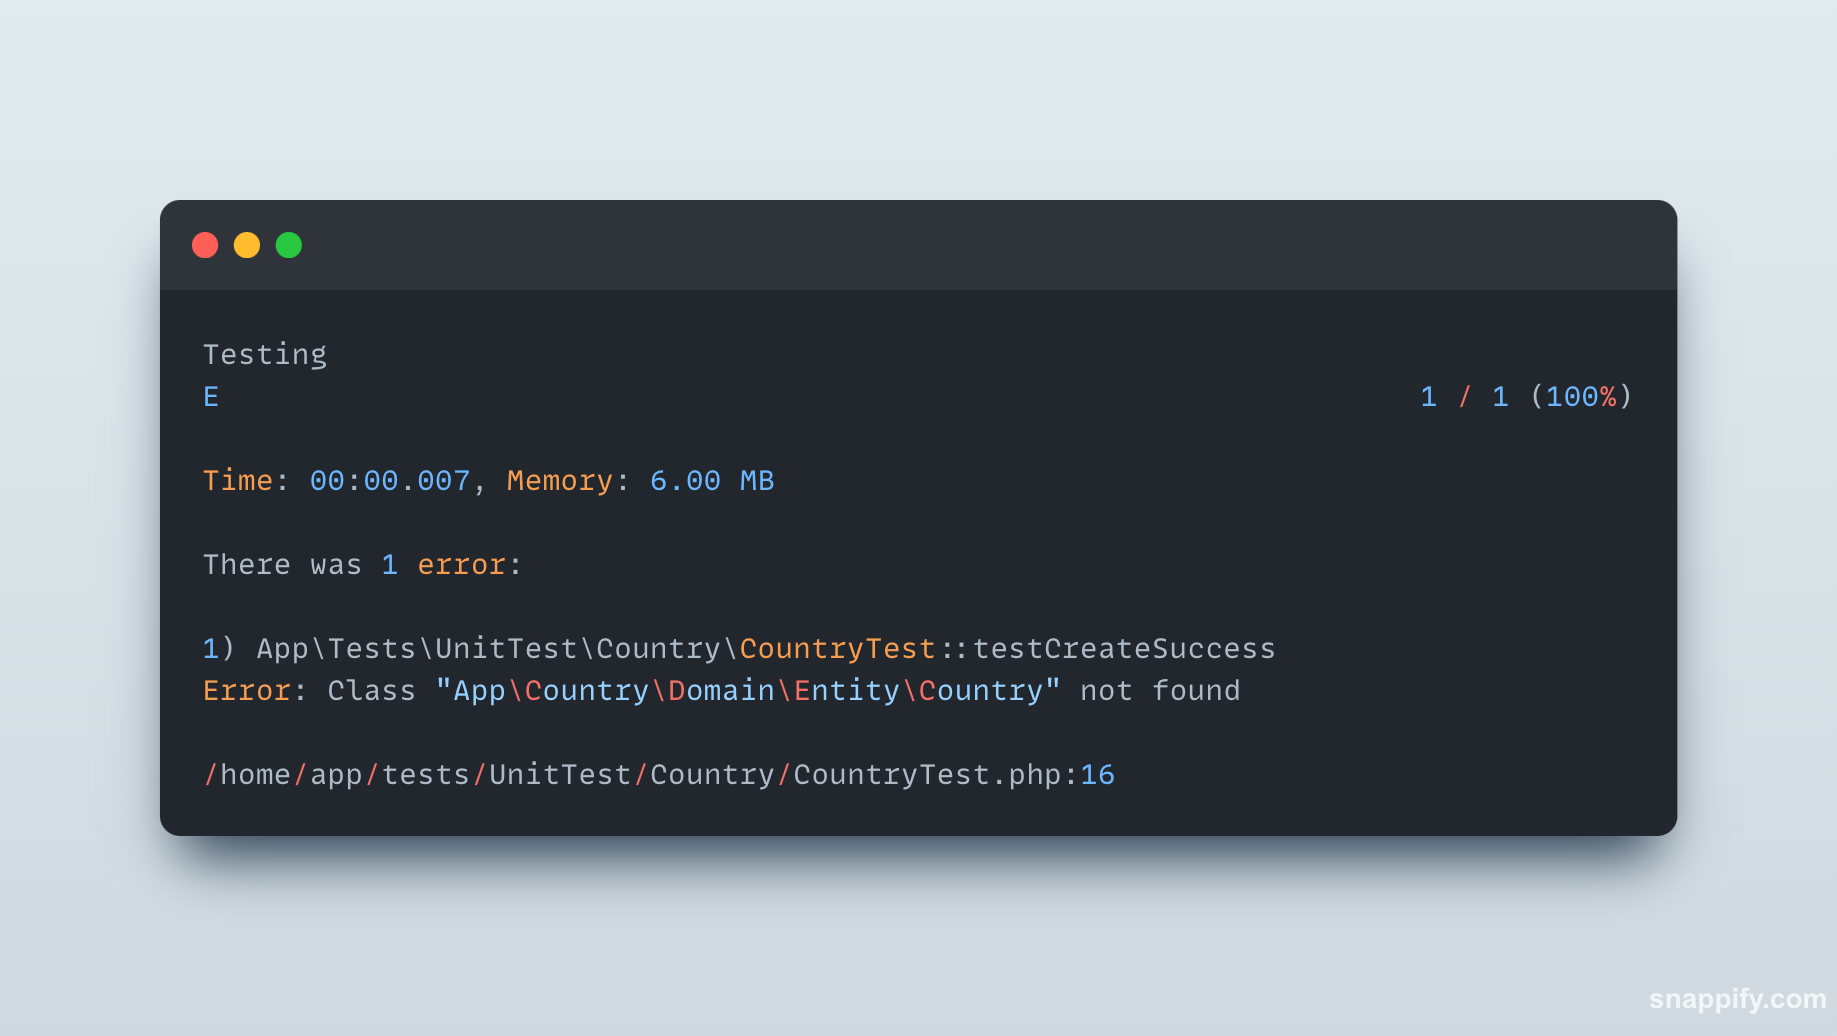 Testing
E 1 / 1 (100%)
Time: 00:00.007, Memory: 6.00 MB
There was 1 error:
1) App\Tests\UnitTest\Country\CountryTest::testCreateSuccess
Error: Class "App\Country\Domain\Entity\Country" not found
/home/app/tests/UnitTest/Country/CountryTest.php:16
snappify.com